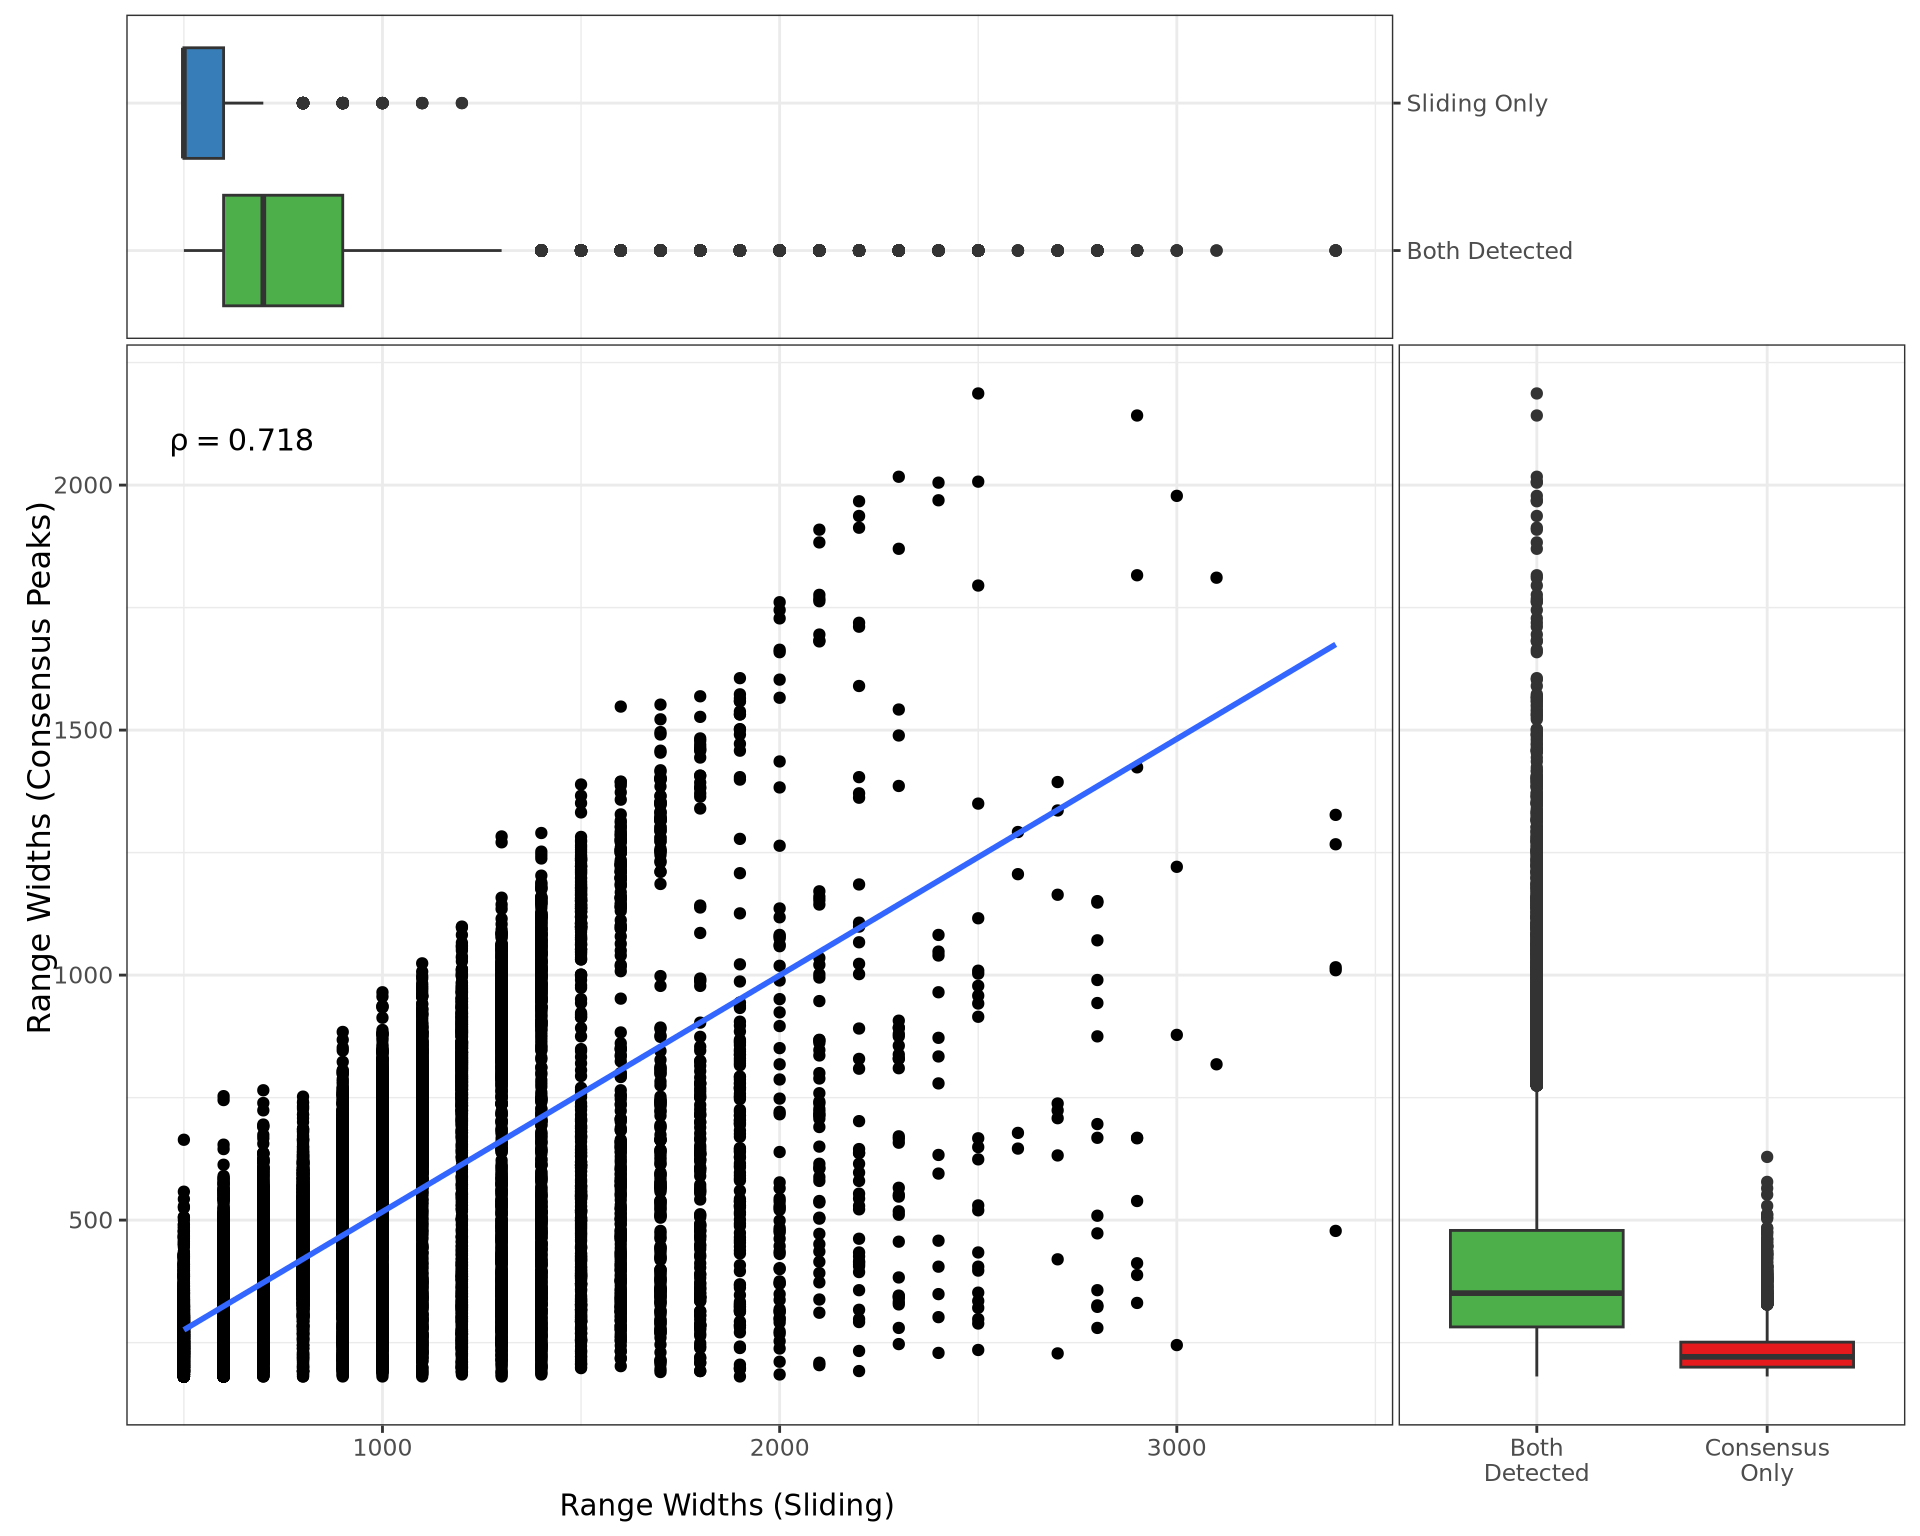 Sliding Only
Both Detected
ρ = 0.718
Range Widths (Consensus Peaks)
2000
1500
1000
500
1000
2000
3000
Range Widths (Sliding)
Both
Detected
Consensus
Only